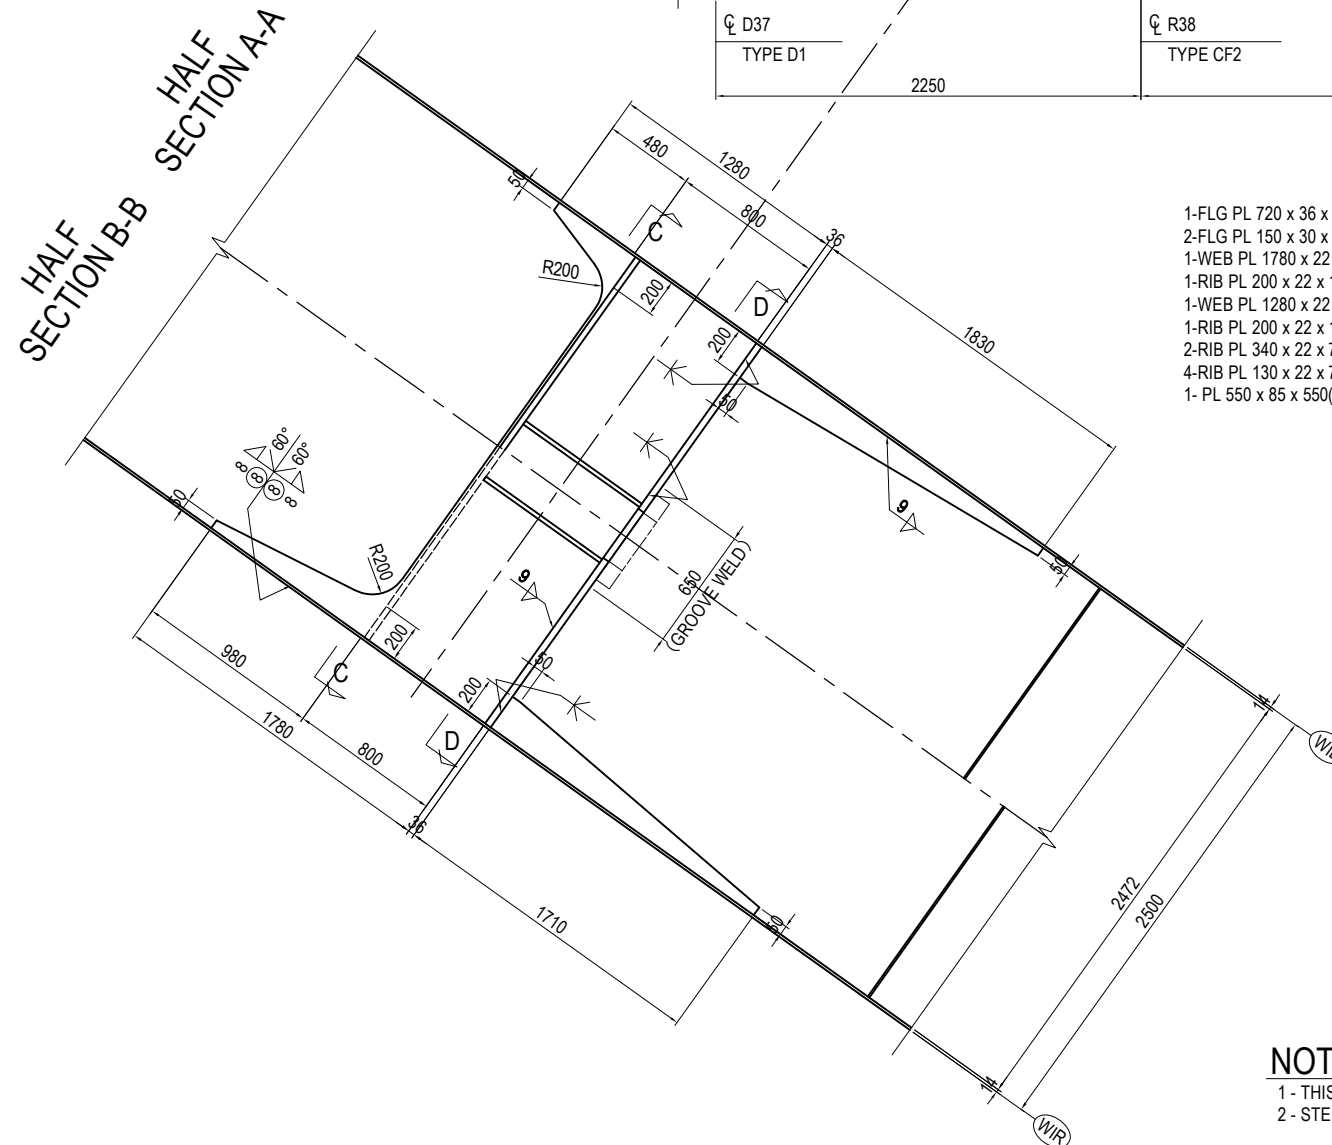 ℄ D37
TYPE D1
℄ R38
TYPE CF2
2250
HALF
SECTION A-A
HALF
SECTION B-B
480
1280
800
36
50
C
R200
200
D
200
1830
1-FLG PL 720 x 36 x
2-FLG PL 150 x 30 x
1-WEB PL 1780 x 22
1-RIB PL 200 x 22 x 1
1-WEB PL 1280 x 22
1-RIB PL 200 x 22 x 1
2-RIB PL 340 x 22 x 7
4-RIB PL 130 x 22 x 7
1- PL 550 x 85 x 550(
50
60°
60°
8
8
8
8
50
9
50
R200
9
650
(GROOVE WELD)
200
50
980
C
200
1780
D
800
36
14
1710
50
2472
2500
14
WIR
NOT
1 - THIS
2 - STE